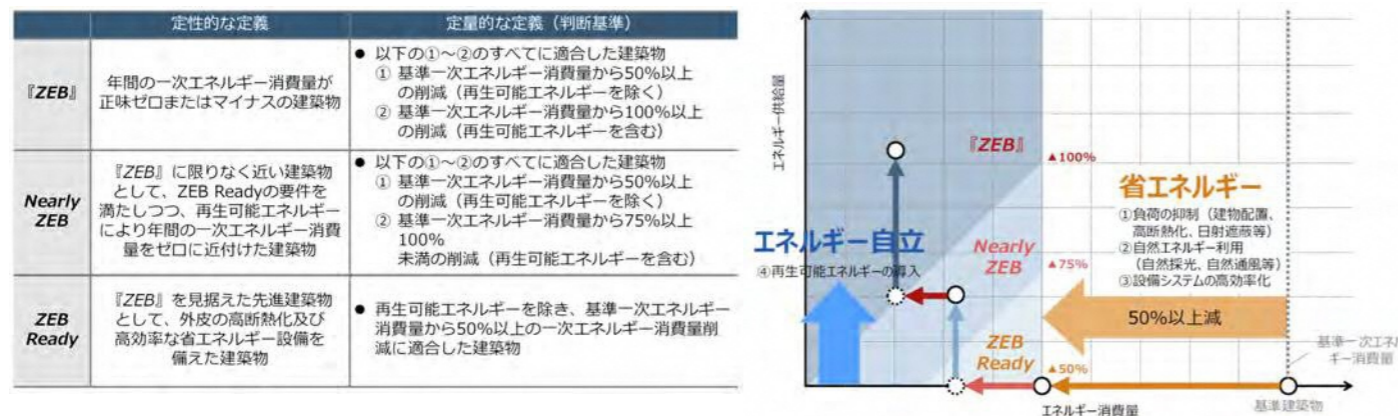 定性的な定義
定量的な定義（判断基準）
『ZEB』
年間の一次エネルギー消費量が
正味ゼロまたはマイナスの建築物
● 以下の①～②のすべてに適合した建築物
① 基準一次エネルギー消費量から50%以上
の削減（再生可能エネルギーを除く）
② 基準一次エネルギー消費量から100%以上
の削減（再生可能エネルギーを含む）
Nearly
ZEB
『ZEB』に限りなく近い建築物
として、ZEB Readyの要件を
満たしつつ、再生可能エネルギー
により年間の一次エネルギー消費
量をゼロに近付けた建築物
● 以下の①～②のすべてに適合した建築物
① 基準一次エネルギー消費量から50%以上
の削減（再生可能エネルギーを除く）
② 基準一次エネルギー消費量から75%以上
100%
未満の削減（再生可能エネルギーを含む）
ZEB
Ready
『ZEB』を見据えた先進建築物
として、外皮の高断熱化及び
高効率な省エネルギー設備を
備えた建築物
● 再生可能エネルギーを除き、基準一次エネルギー
消費量から50%以上の一次エネルギー消費量削
減に適合した建築物
エネルギー供給量
『ZEB』
▲100%
省エネルギー
①負荷の抑制（建物配置、
高断熱化、日射遮蔽等）
②自然エネルギー利用
（自然採光、自然通風等）
③設備システムの高効率化
エネルギー自立
④再生可能エネルギーの導入
Nearly
ZEB
▲75%
50%以上減
ZEB
Ready
▲50%
基準一次エネル
ギー消費量
エネルギー消費量
基準建築物